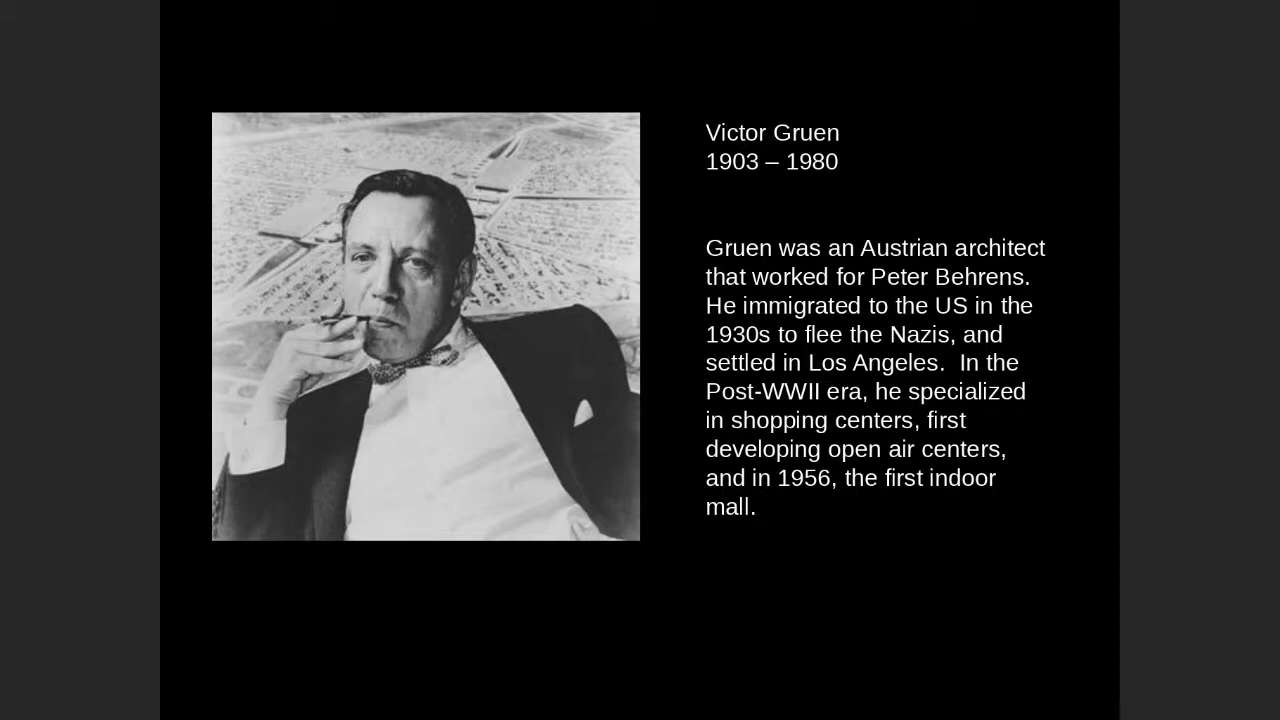 Victor Gruen
1903 – 1980
Gruen was an Austrian architect
that worked for Peter Behrens.
He immigrated to the US in the
1930s to flee the Nazis, and
settled in Los Angeles.  In the
Post-WWII era, he specialized
in shopping centers, first
developing open air centers,
and in 1956, the first indoor
mall.